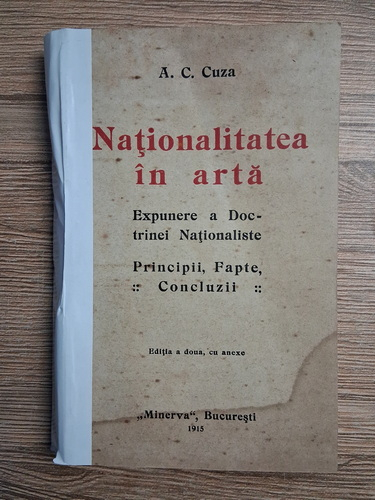 A. C. Cuza
Naţionalitatea
în artă
Expunere a Doc-
trinei Naţionaliste
Principii, Fapte,
:: Concluzii ::
Ediţia a doua, cu anexe
„Minerva“, Bucureşti
1915